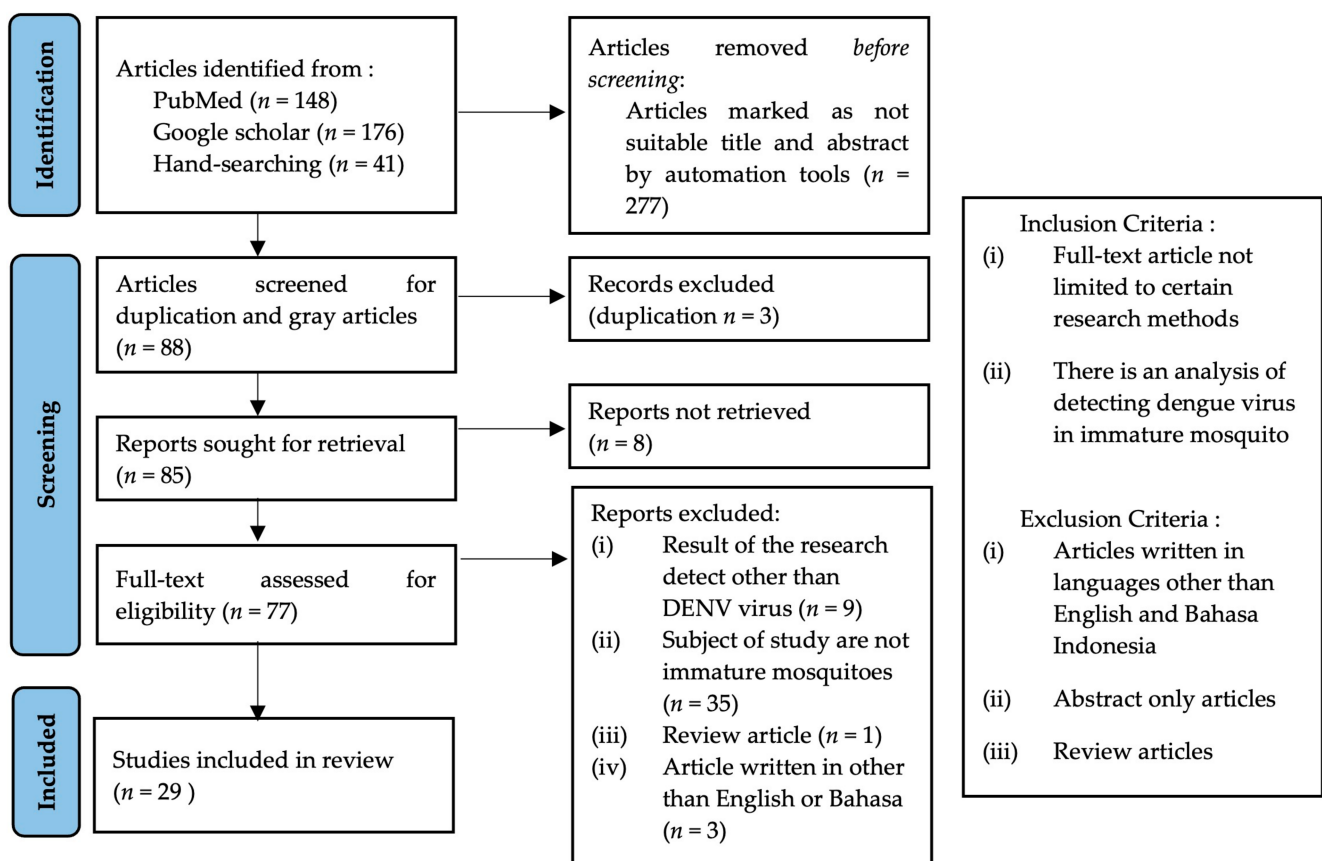 Identification
Articles identified from :
PubMed (n = 148)
Google scholar (n = 176)
Hand-searching (n = 41)
Articles removed before
screening:
Articles marked as not
suitable title and abstract
by automation tools (n =
277)
Screening
Articles screened for
duplication and gray articles
(n = 88)
Records excluded
(duplication n = 3)
Reports sought for retrieval
(n = 85)
Reports not retrieved
(n = 8)
Full-text assessed for
eligibility (n = 77)
Reports excluded:
(i) Result of the research
detect other than
DENV virus (n = 9)
(ii) Subject of study are not
immature mosquitoes
(n = 35)
(iii) Review article (n = 1)
(iv) Article written in other
than English or Bahasa
(n = 3)
Included
Studies included in review
(n = 29 )
Inclusion Criteria :
(i) Full-text article not
limited to certain
research methods
(ii) There is an analysis of
detecting dengue virus
in immature mosquito
Exclusion Criteria :
(i) Articles written in
languages other than
English and Bahasa
Indonesia
(ii) Abstract only articles
(iii) Review articles